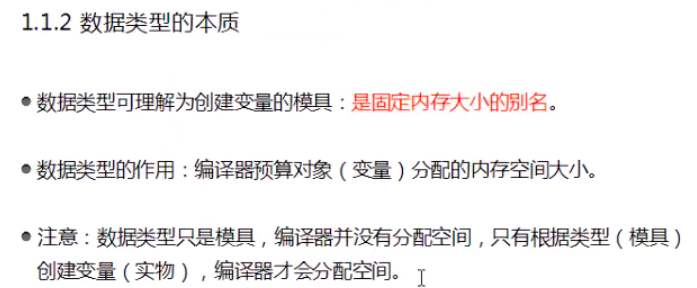 1.1.2 数据类型的本质
● 数据类型可理解为创建变量的模具：是固定内存大小的别名。
● 数据类型的作用：编译器预算对象（变量）分配的内存空间大小。
● 注意：数据类型只是模具，编译器并没有分配空间，只有根据类型（模具）
创建变量（实物），编译器才会分配空间。